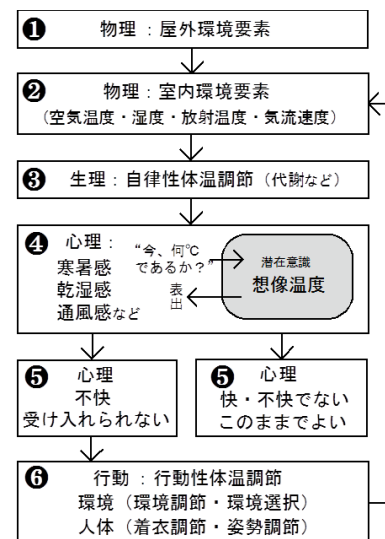 ❶ 物理：屋外環境要素
❷ 物理：室内環境要素
（空気温度・湿度・放射温度・気流速度）
❸ 生理：自律性体温調節（代謝など）
❹ 心理：
寒暑感
乾湿感
通風感など
“今、何℃
であるか？”
表
出
潜在意識
想像温度
❺ 心理
不快
受け入れられない
❺ 心理
快・不快でない
このままでよい
❻ 行動：行動性体温調節
環境（環境調節・環境選択）
人体（着衣調節・姿勢調節）